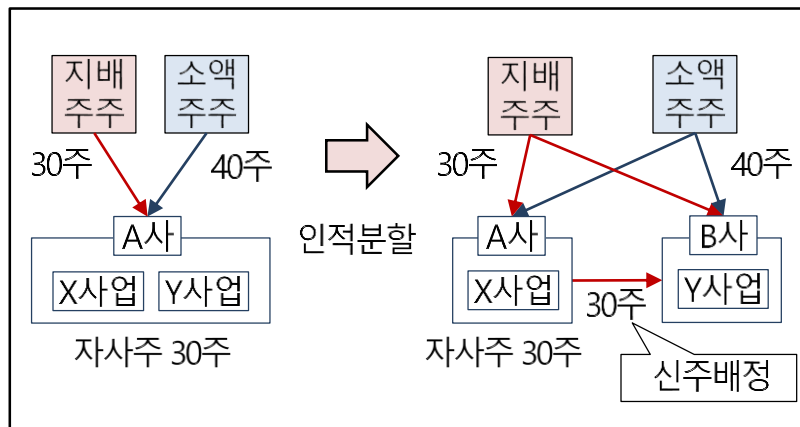 지배
주주
소액
주주
30주
40주
A사
X사업
Y사업
자사주 30주
인적분할
지배
주주
소액
주주
30주
40주
A사
B사
X사업
30주
Y사업
자사주 30주
신주배정